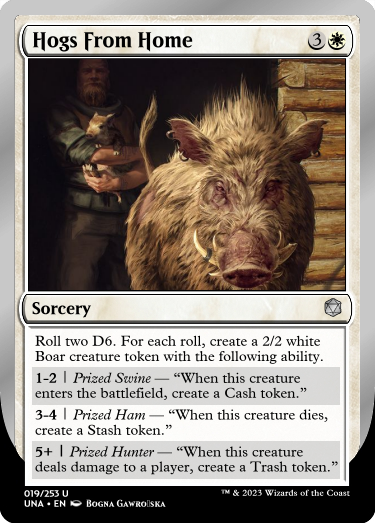 Hogs From Home 3
Sorcery
Roll two D6. For each roll, create a 2/2 white
Boar creature token with the following ability.
1-2 | Prized Swine — “When this creature
enters the battlefield, create a Cash token.”
3-4 | Prized Ham — “When this creature dies,
create a Stash token.”
5+ | Prized Hunter — “When this creature
deals damage to a player, create a Trash token.”
019/253 U
UNA • EN Bogna Gawrońska
™ & 2023 Wizards of the Coast